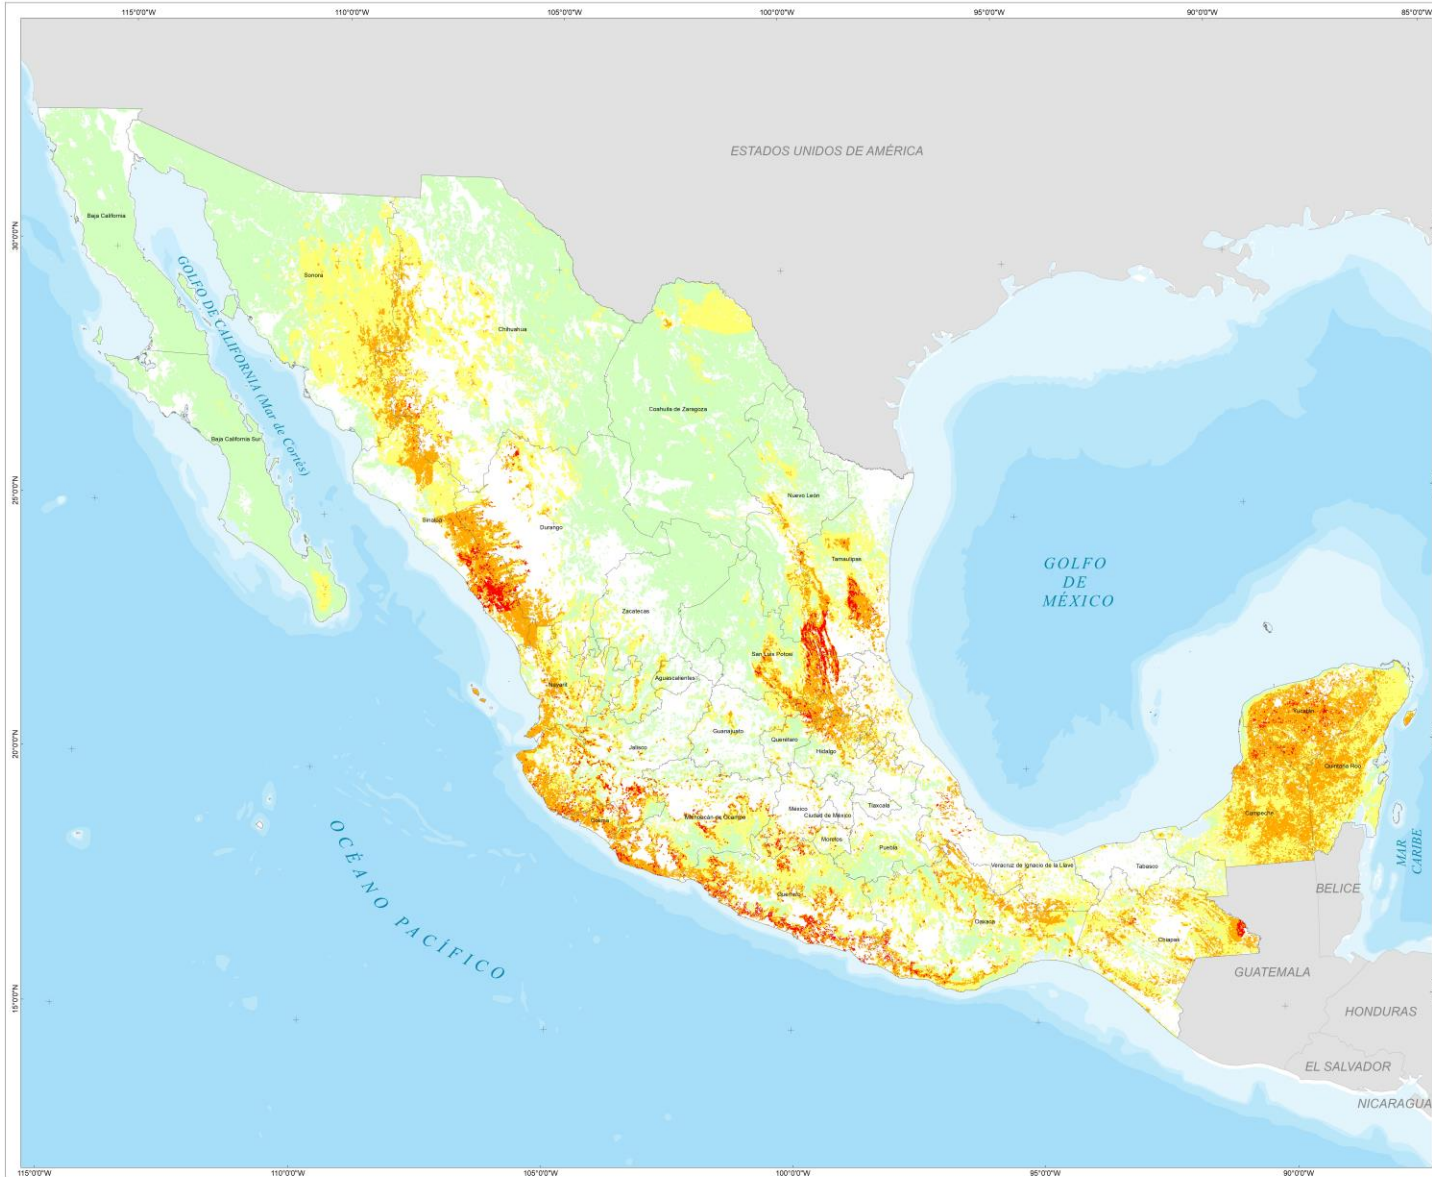 115°0'0"W
110°0'0"W
105°0'0"W
100°0'0"W
95°0'0"W
90°0'0"W
85°0'0"W
ESTADOS UNIDOS DE AMÉRICA
Baja California
30°0'0"N
Sonora
GOLFO DE CALIFORNIA (Mar de Cortés)
Chihuahua
Coahuila de Zaragoza
Baja California Sur
25°0'0"N
Nuevo León
Sinaloa
Durango
Tamaulipas
GOLFO
DE
MÉXICO
Zacatecas
San Luis Potosí
Aguascalientes
Nayarit
Yucatán
Guanajuato
Querétaro
20°0'0"N
Jalisco
Hidalgo
Quintana Roo
México
Tlaxcala
Ciudad de México
Colima
Michoacán de Ocampo
Campeche
Morelos
Puebla
MAR
CARIBE
Veracruz de Ignacio de la Llave
Tabasco
BELICE
Guerrero
Oaxaca
Chiapas
OCÉANO PACÍFICO
GUATEMALA
15°0'0"N
HONDURAS
EL SALVADOR
NICARAGUA
115°0'0"W
110°0'0"W
105°0'0"W
100°0'0"W
95°0'0"W
90°0'0"W